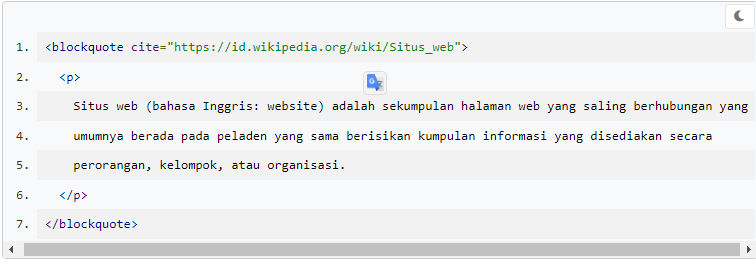 1. <blockquote cite="https://id.wikipedia.org/wiki/Situs_web">
2. <p>
3. Situs web (bahasa Inggris: website) adalah sekumpulan halaman web yang saling berhubungan yang
4. umumnya berada pada peladen yang sama berisikan kumpulan informasi yang disediakan secara
5. perorangan, kelompok, atau organisasi.
6. </p>
7. </blockquote>